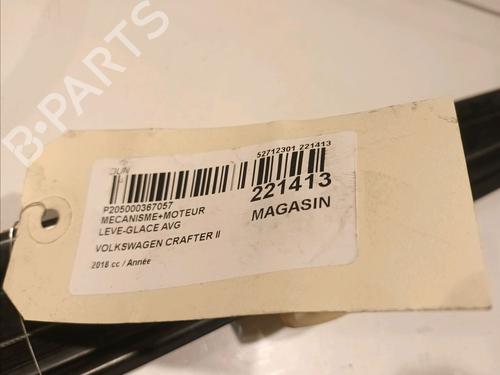 B-PARTS
52712301 221413
P205000367057
MECANISME+MOTEUR
LEVE-GLACE AVG
221413
MAGASIN
VOLKSWAGEN CRAFTER II
2018 cc / Année